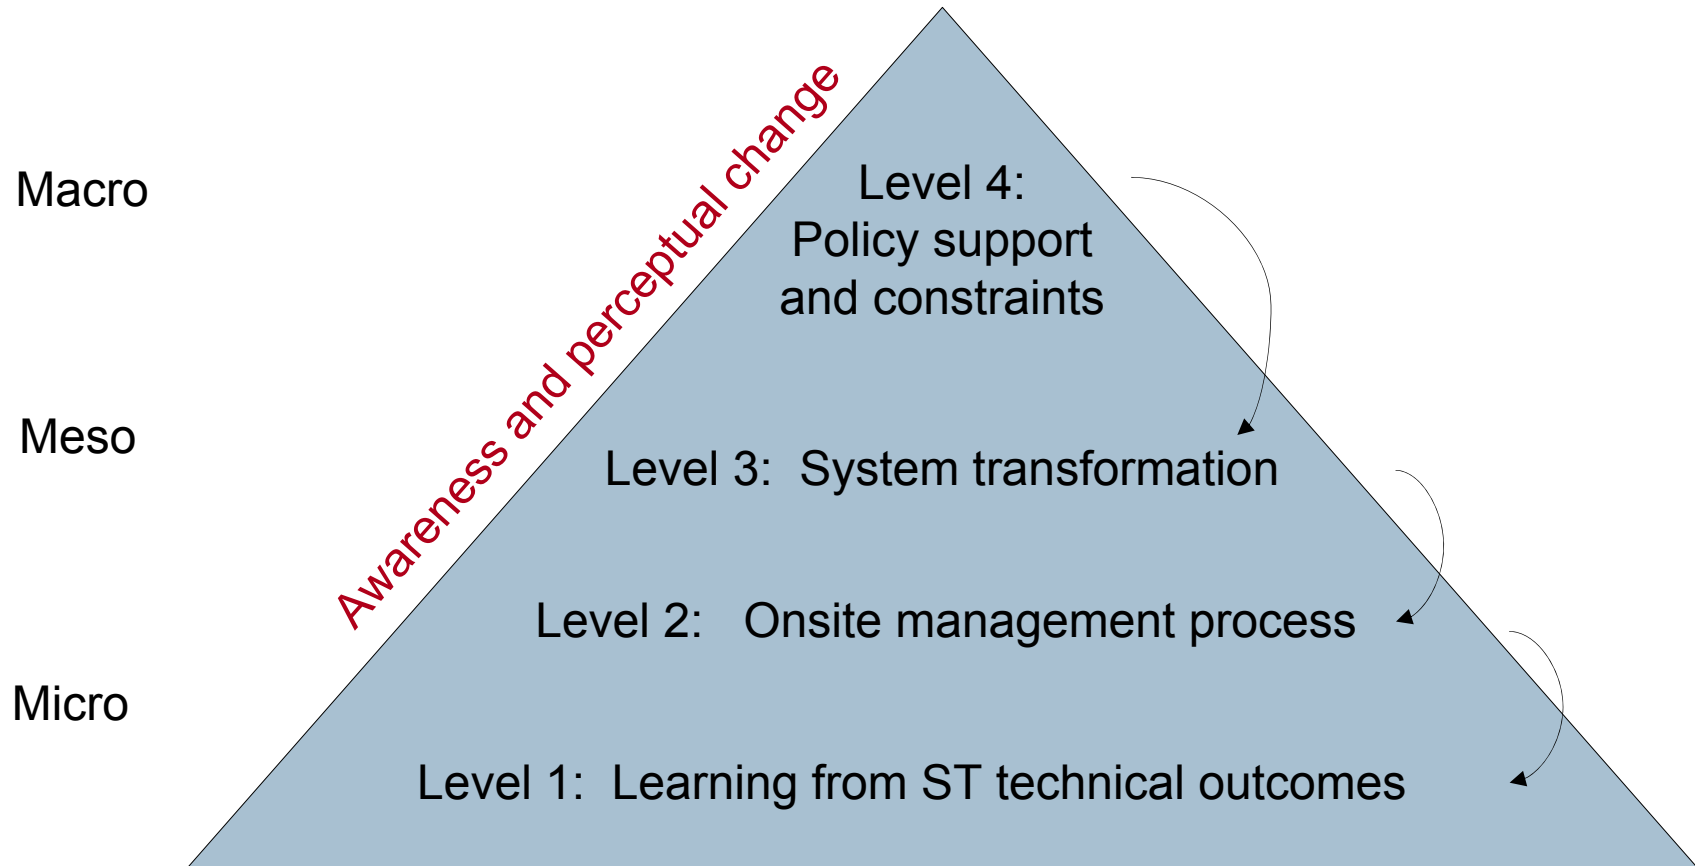 Awareness and perceptual change
Macro
Level 4:
Policy support
and constraints
Meso
Level 3: System transformation
Level 2: Onsite management process
Micro
Level 1: Learning from ST technical outcomes